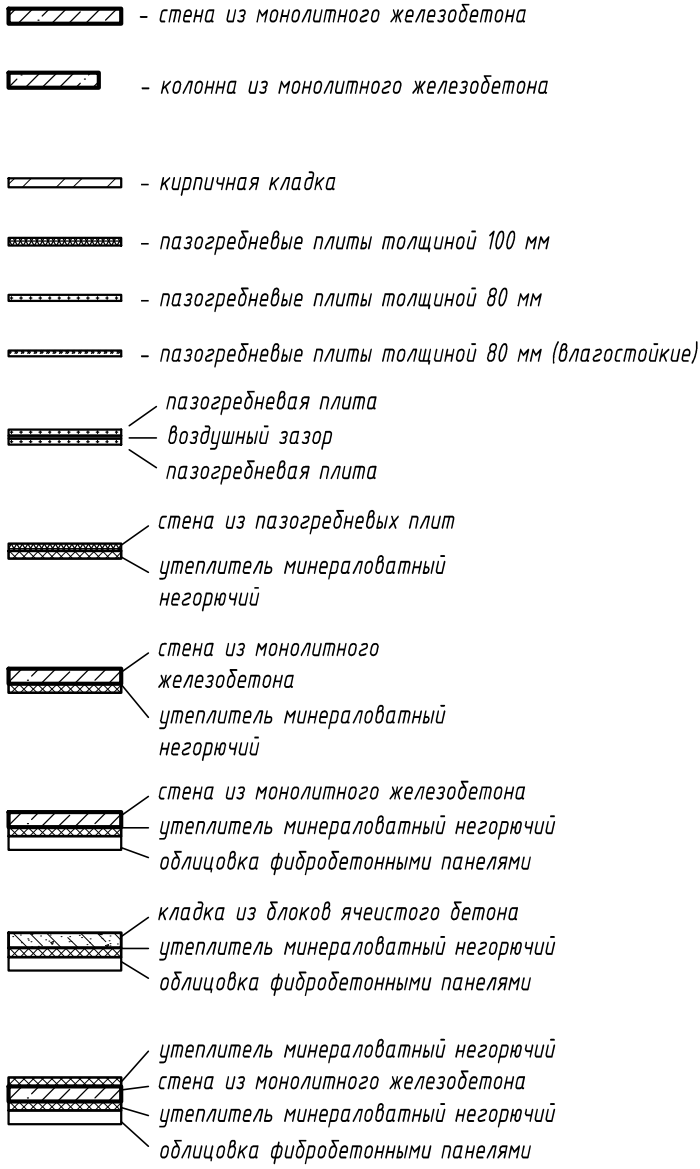 - стена из монолитного железобетона
- колонна из монолитного железобетона
- кирпичная кладка
- пазогребневые плиты толщиной 100 мм
- пазогребневые плиты толщиной 80 мм
- пазогребневые плиты толщиной 80 мм (влагостойкие)
пазогребневая плита
воздушный зазор
пазогребневая плита
стена из пазогребневых плит
утеплитель минераловатный
негорючий
стена из монолитного
железобетона
утеплитель минераловатный
негорючий
стена из монолитного железобетона
утеплитель минераловатный негорючий
облицовка фибробетонными панелями
кладка из блоков ячеистого бетона
утеплитель минераловатный негорючий
облицовка фибробетонными панелями
утеплитель минераловатный негорючий
стена из монолитного железобетона
утеплитель минераловатный негорючий
облицовка фибробетонными панелями